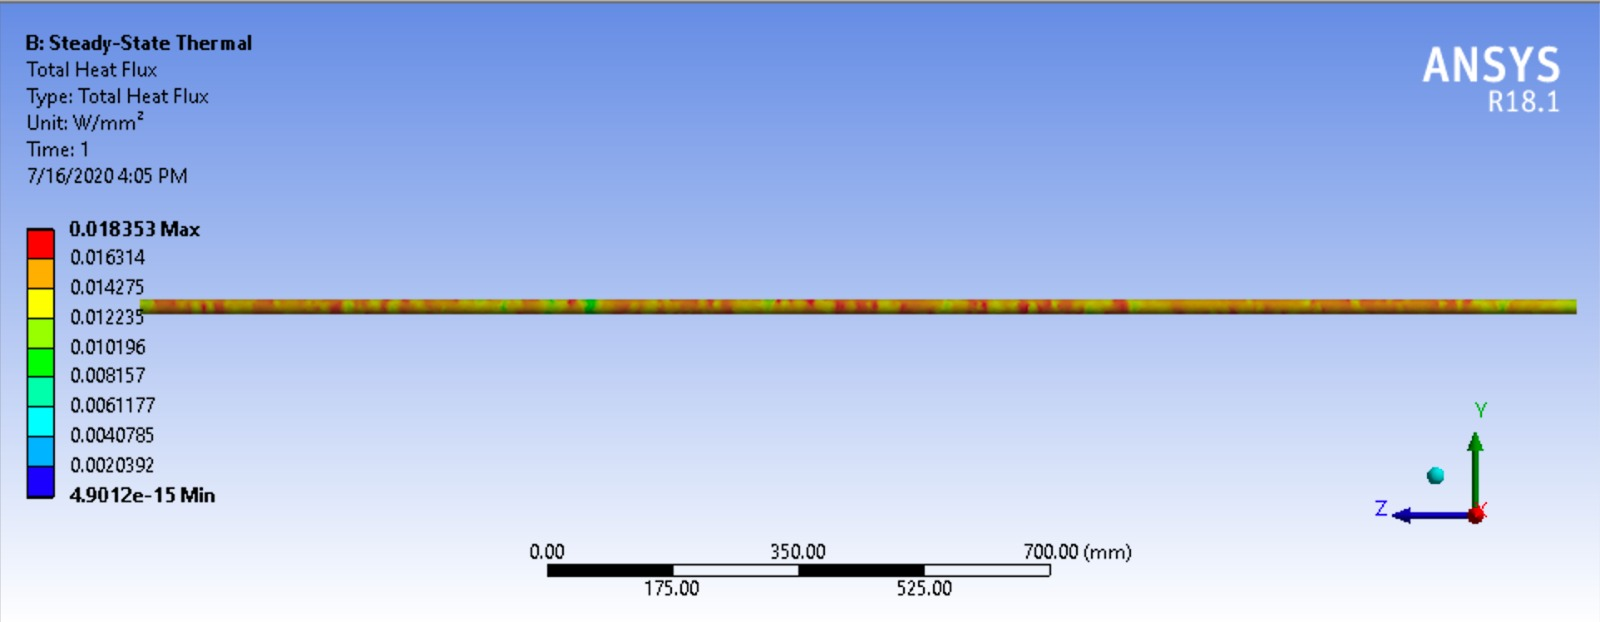 B: Steady-State Thermal
Total Heat Flux
Type: Total Heat Flux
Unit: W/mm²
Time: 1
7/16/2020 4:05 PM
ANSYS
R18.1
0.018353 Max
0.016314
0.014275
0.012235
0.010196
0.008157
0.0061177
0.0040785
0.0020392
4.9012e-15 Min
Y
Z X
0.00 350.00 700.00 (mm)
175.00 525.00